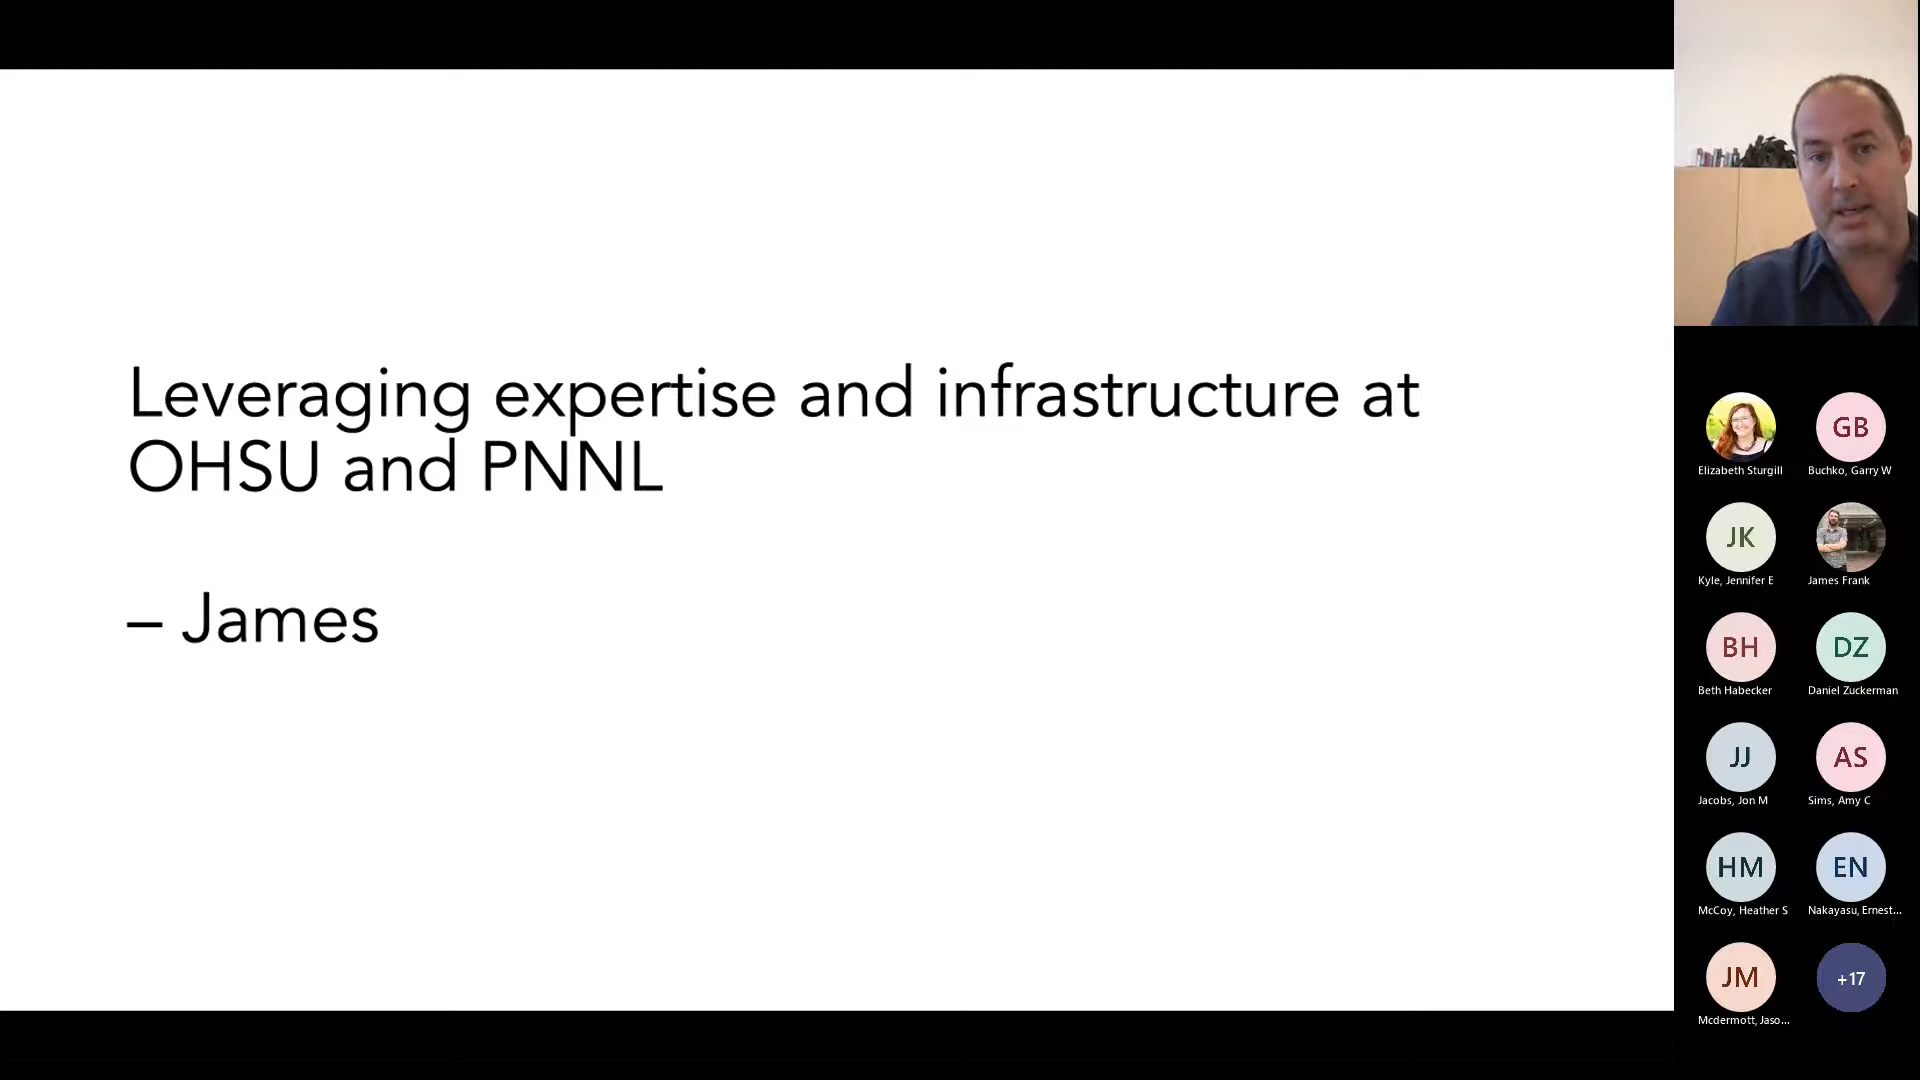 Leveraging expertise and infrastructure at
OHSU and PNNL
– James
Elizabeth Sturgill
GB
Buchko, Garry W
JK
Kyle, Jennifer E
James Frank
BH
Beth Habecker
DZ
Daniel Zuckerman
JJ
Jacobs, Jon M
AS
Sims, Amy C
HM
McCoy, Heather S
EN
Nakayasu, Ernest...
JM
Mcdermott, Jaso...
+17